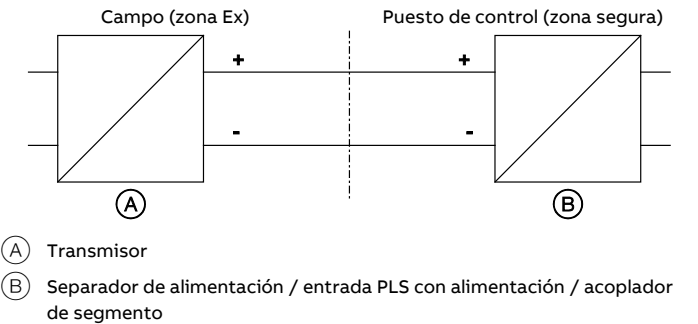 Campo (zona Ex) Puesto de control (zona segura)
+ +
- -
A B
A Transmisor
B Separador de alimentación / entrada PLS con alimentación / acoplador
de segmento